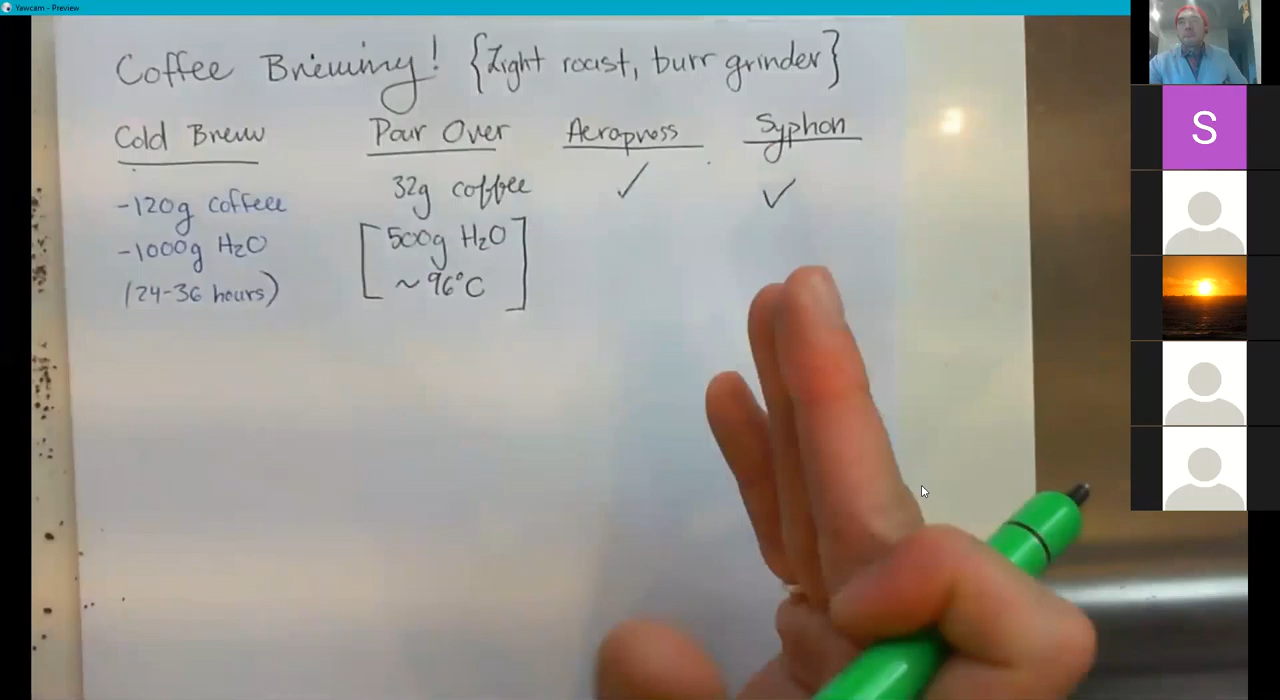 Yawcam - Preview
Coffee Brewing! {Light roast, burr grinder}
Cold Brew
-120g coffee
-1000g H₂O
(24-36 hours)
Pour Over
32g coffee
[500g H₂O
~96°C]
Aeropress
✓
Syphon
✓
S